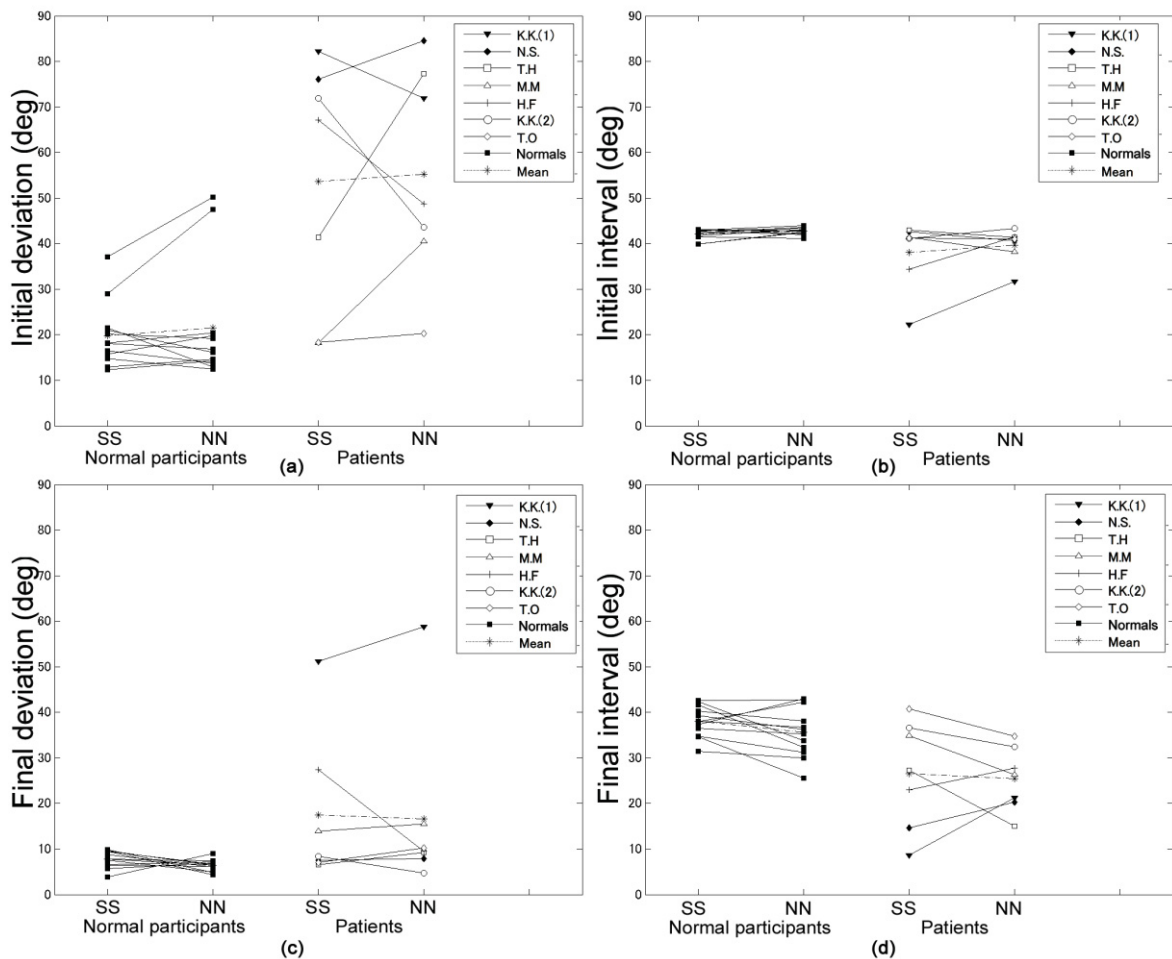 Initial deviation (deg)
90
80
70
60
50
40
30
20
10
0
K.K.(1)
N.S.
T.H
M.M
H.F
K.K.(2)
T.O
Normals
Mean
SS NN SS NN
Normal participants Patients
(a)
Initial interval (deg)
90
80
70
60
50
40
30
20
10
0
K.K.(1)
N.S.
T.H
M.M
H.F
K.K.(2)
T.O
Normals
Mean
SS NN SS NN
Normal participants Patients
(b)
Final deviation (deg)
90
80
70
60
50
40
30
20
10
0
K.K.(1)
N.S.
T.H
M.M
H.F
K.K.(2)
T.O
Normals
Mean
SS NN SS NN
Normal participants Patients
(c)
Final interval (deg)
90
80
70
60
50
40
30
20
10
0
K.K.(1)
N.S.
T.H
M.M
H.F
K.K.(2)
T.O
Normals
Mean
SS NN SS NN
Normal participants Patients
(d)